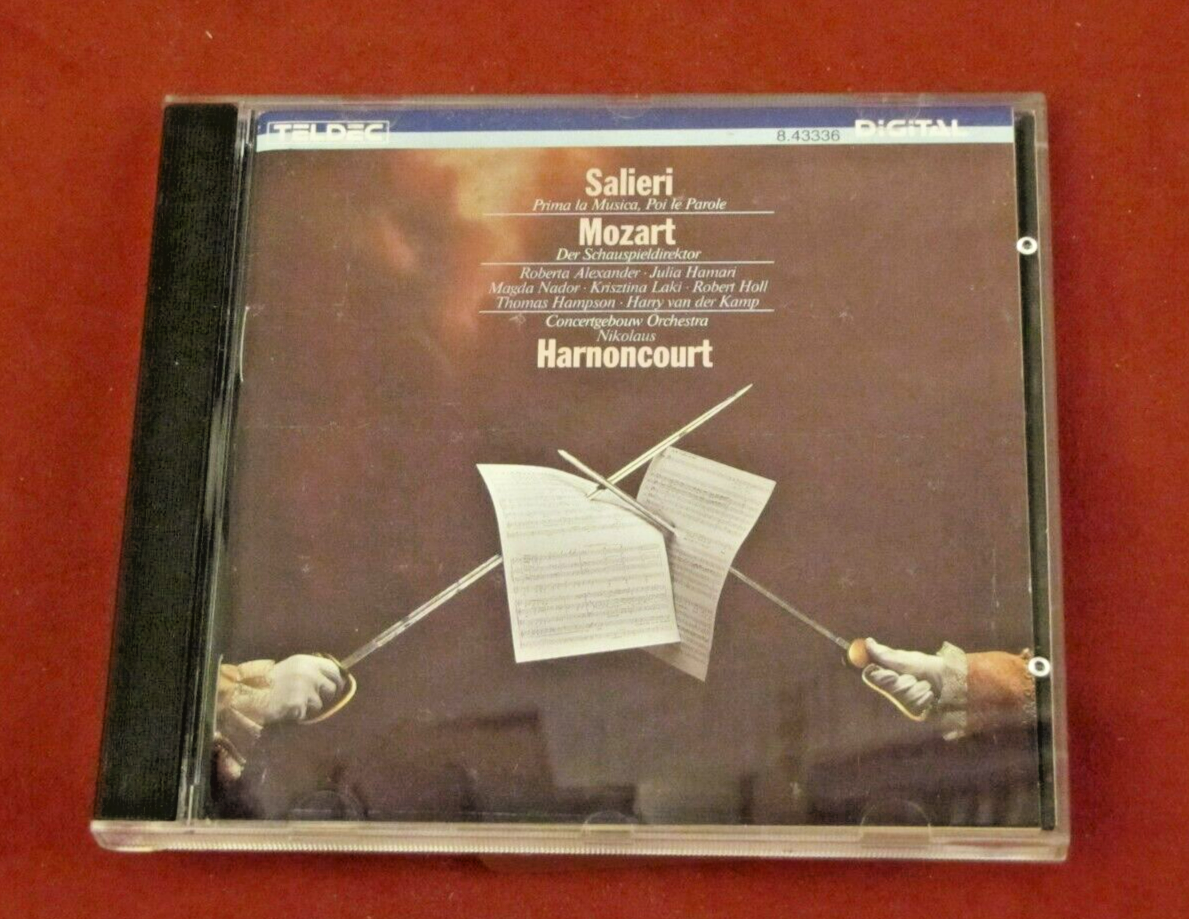 TELDEC
8.43336 DIGITAL
Salieri
Prima la Musica, Poi le Parole
Mozart
Der Schauspieldirektor
Roberta Alexander · Julia Hamari
Magda Nador · Krisztina Laki · Robert Holl
Thomas Hampson · Harry van der Kamp
Concertgebouw Orchestra
Nikolaus
Harnoncourt